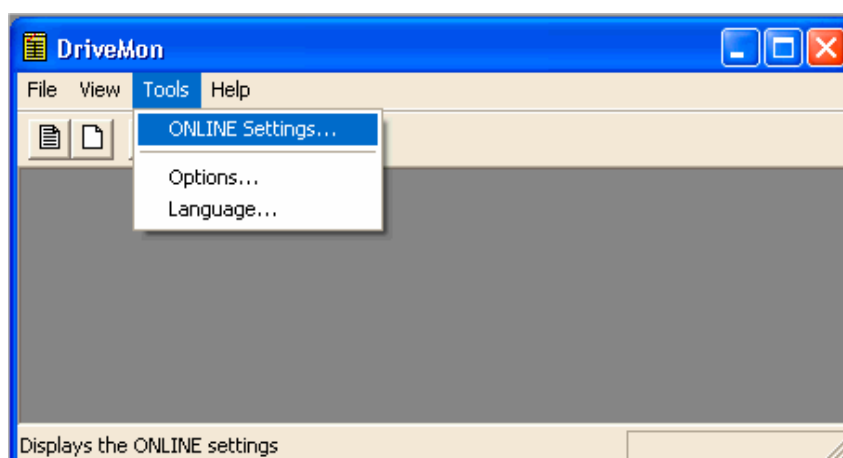 DriveMon
File View Tools Help
ONLINE Settings...
Options...
Language...
Displays the ONLINE settings